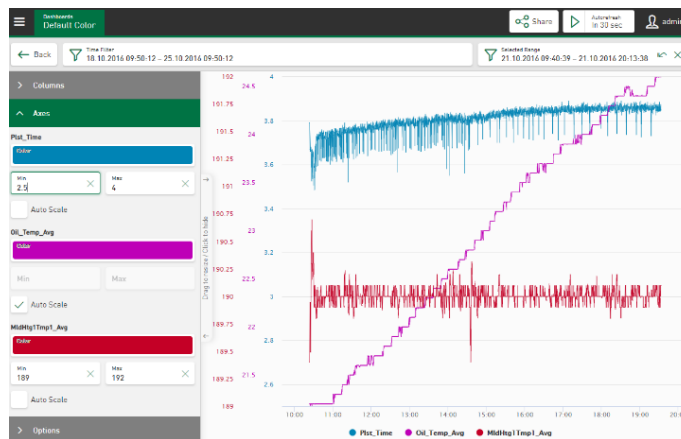 Dashboards
Default Color
Share
Autorefresh
In 30 sec
admin
Back
Time Filter
18.10.2016 09:50-12 – 25.10.2016 09:50-12
Selected Range
21.10.2016 09:40-39 – 21.10.2016 20:13-38
Columns
Axes
Plst_Time
Color
Min
2.5
Max
4
Auto Scale
Oil_Temp_Avg
Color
Min
Max
Auto Scale
MldHtg1Tmp1_Avg
Color
Min
189
Max
192
Auto Scale
Options
Drag to resize / Click to hide
192
191.75
191.5
191.25
191
190.75
190.5
190.25
190
189.75
189.5
189.25
189
24.5
24
23.5
23
22.5
22
21.5
4
3.8
3.6
3.4
3.2
3
2.8
2.6
10:00
11:00
12:00
13:00
14:00
15:00
16:00
17:00
18:00
19:00
20:0
Plst_Time
Oil_Temp_Avg
MldHtg1Tmp1_Avg